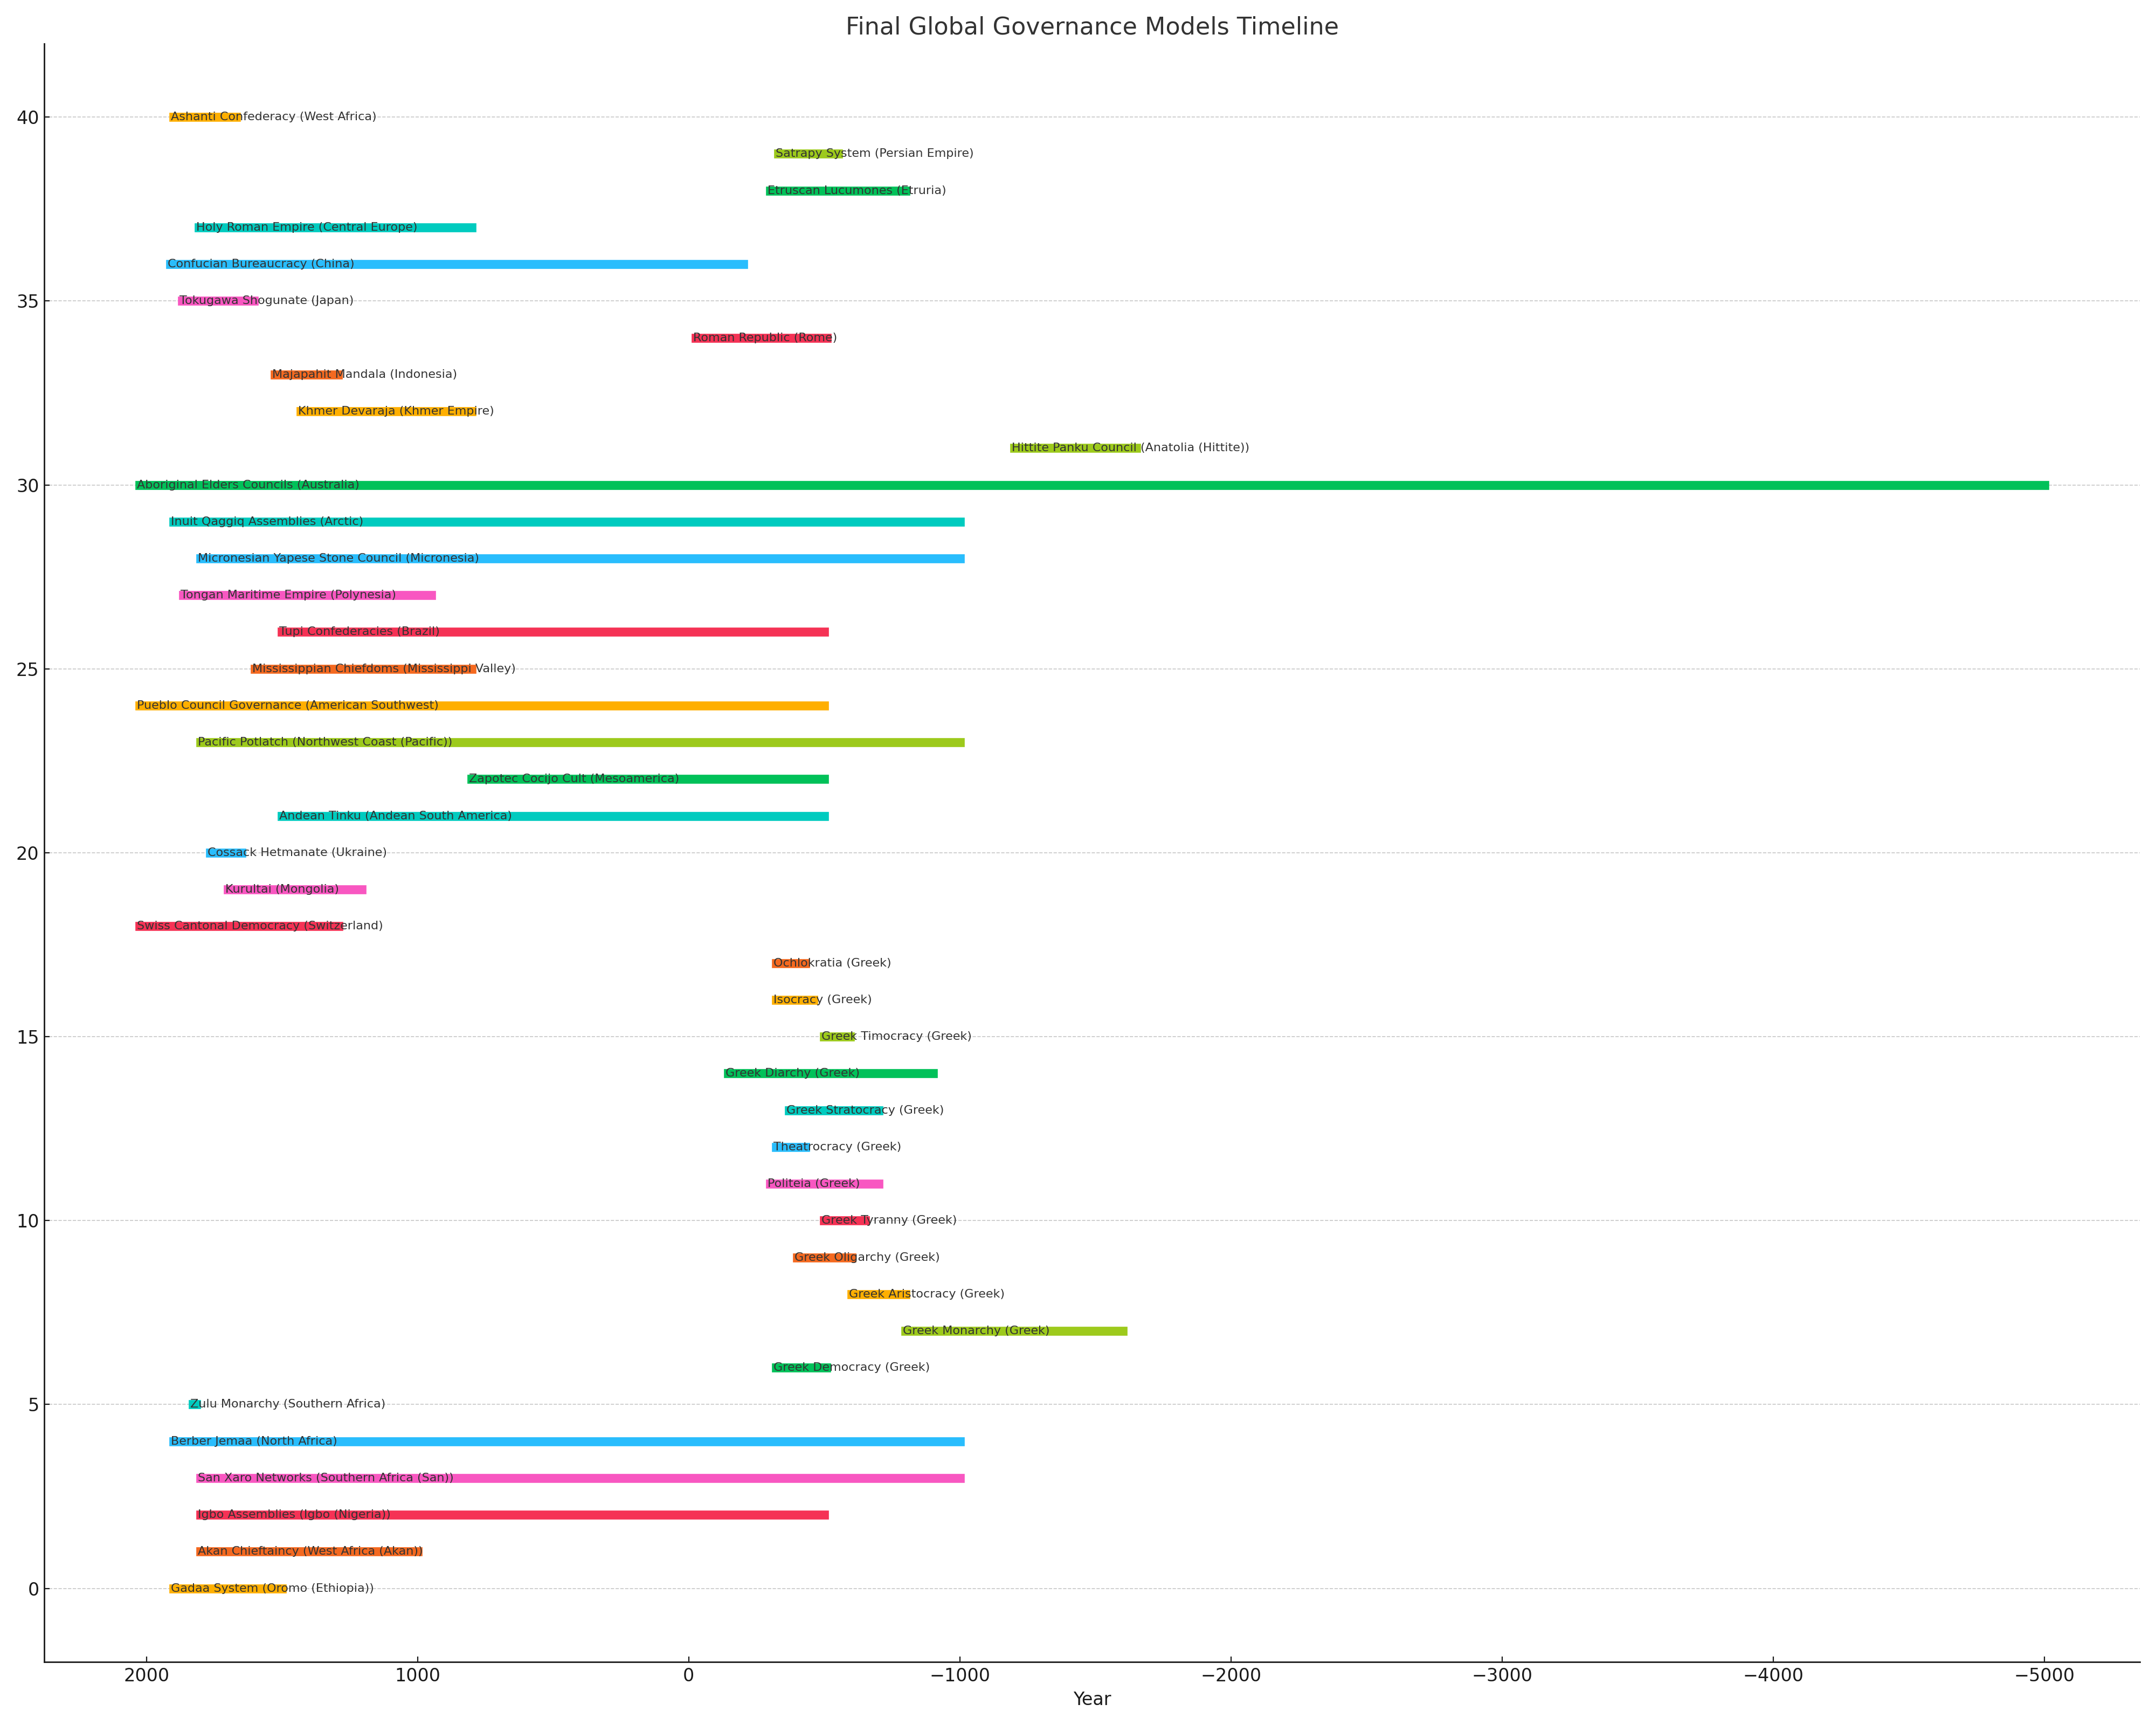 Final Global Governance Models Timeline
40
Ashanti Confederacy (West Africa)
Satrapy System (Persian Empire)
Etruscan Lucumones (Etruria)
Holy Roman Empire (Central Europe)
Confucian Bureaucracy (China)
35
Tokugawa Shogunate (Japan)
Roman Republic (Rome)
Majapahit Mandala (Indonesia)
Khmer Devaraja (Khmer Empire)
Hittite Panku Council (Anatolia (Hittite))
30
Aboriginal Elders Councils (Australia)
Inuit Qaggiq Assemblies (Arctic)
Micronesian Yapese Stone Council (Micronesia)
Tongan Maritime Empire (Polynesia)
Tupi Confederacies (Brazil)
25
Mississippian Chiefdoms (Mississippi Valley)
Pueblo Council Governance (American Southwest)
Pacific Potlatch (Northwest Coast (Pacific))
Zapotec Cocijo Cult (Mesoamerica)
Andean Tinku (Andean South America)
20
Cossack Hetmanate (Ukraine)
Kurultai (Mongolia)
Swiss Cantonal Democracy (Switzerland)
Ochlokratia (Greek)
Isocracy (Greek)
15
Greek Timocracy (Greek)
Greek Diarchy (Greek)
Greek Stratocracy (Greek)
Theatrocracy (Greek)
Politeia (Greek)
10
Greek Tyranny (Greek)
Greek Oligarchy (Greek)
Greek Aristocracy (Greek)
Greek Monarchy (Greek)
Greek Democracy (Greek)
5
Zulu Monarchy (Southern Africa)
Berber Jemaa (North Africa)
San Xaro Networks (Southern Africa (San))
Igbo Assemblies (Igbo (Nigeria))
Akan Chieftaincy (West Africa (Akan))
0
Gadaa System (Oromo (Ethiopia))
2000 1000 0 −1000 −2000 −3000 −4000 −5000
Year